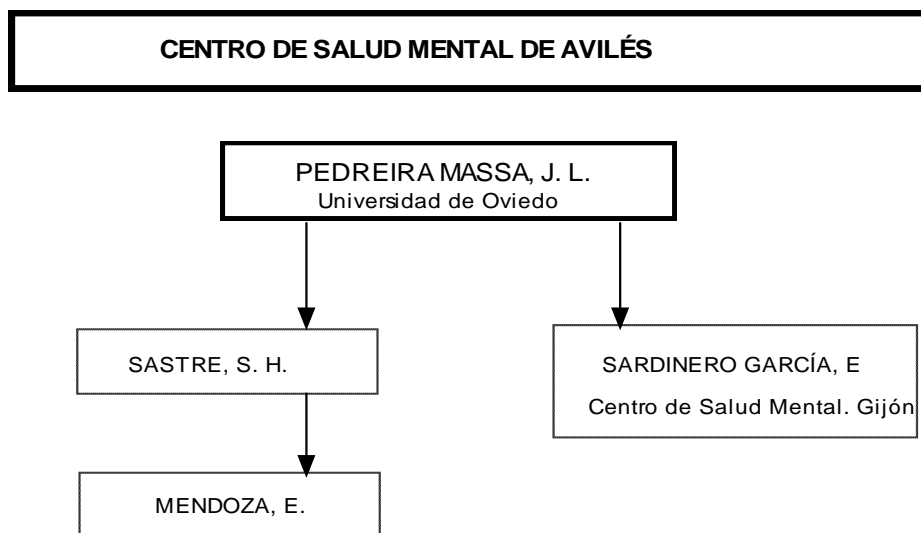 CENTRO DE SALUD MENTAL DE AVILÉS
PEDREIRA MASSA, J. L.
Universidad de Oviedo
SASTRE, S. H.
SARDINERO GARCÍA, E
Centro de Salud Mental. Gijón
MENDOZA, E.